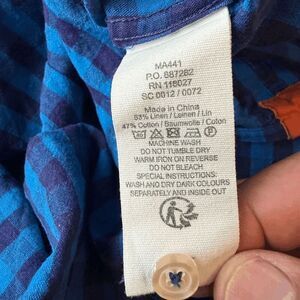 MA441
P.O. 687282
RN 118027
SC 0012 / 0072
Made in China
53% Linen / Leinen / Lin
47% Cotton / Baumwolle / Coton
MACHINE WASH
DO NOT TUMBLE DRY
WARM IRON ON REVERSE
DO NOT BLEACH
SPECIAL INSTRUCTIONS:
WASH AND DRY DARK COLOURS
SEPARATELY AND INSIDE OUT